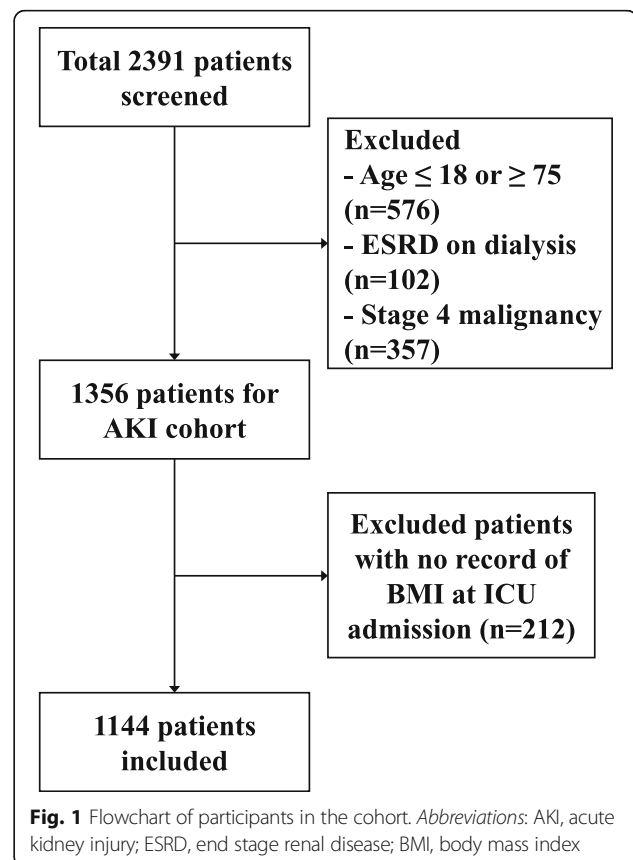 Total 2391 patients
screened
Excluded
- Age ≤ 18 or ≥ 75
(n=576)
- ESRD on dialysis
(n=102)
- Stage 4 malignancy
(n=357)
1356 patients for
AKI cohort
Excluded patients
with no record of
BMI at ICU
admission (n=212)
1144 patients
included
Fig. 1 Flowchart of participants in the cohort. Abbreviations: AKI, acute
kidney injury; ESRD, end stage renal disease; BMI, body mass index